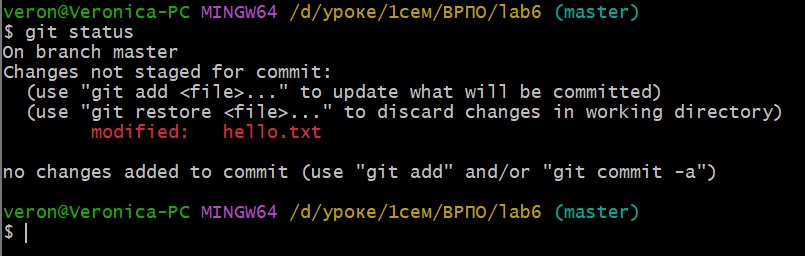 veron@Veronica-PC MINGW64 /d/уроке/1сем/ВРПО/lab6 (master)
$ git status
On branch master
Changes not staged for commit:
  (use "git add <file>..." to update what will be committed)
  (use "git restore <file>..." to discard changes in working directory)
        modified:   hello.txt

no changes added to commit (use "git add" and/or "git commit -a")

veron@Veronica-PC MINGW64 /d/уроке/1сем/ВРПО/lab6 (master)
$